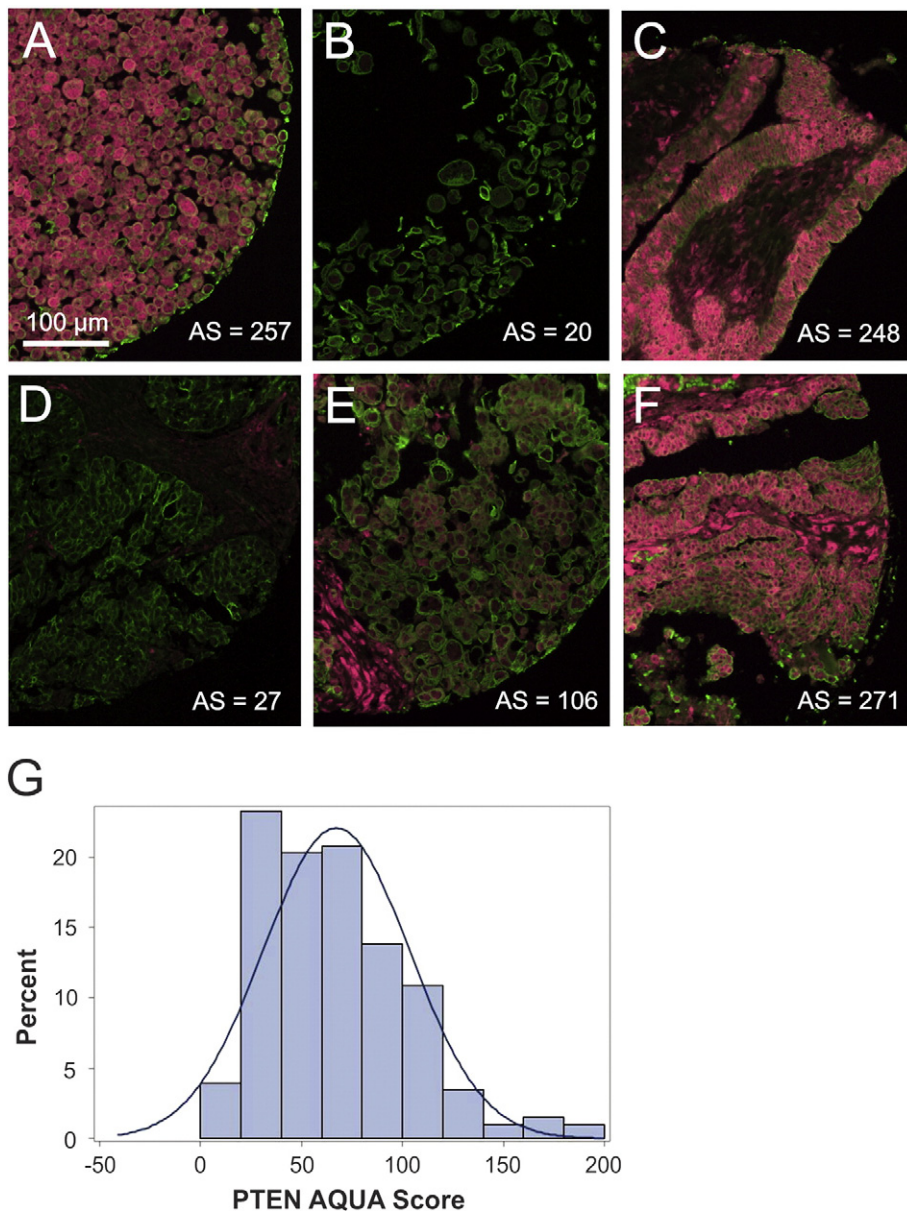 A
B
C
100 µm
AS = 257
AS = 20
AS = 248
D
E
F
AS = 27
AS = 106
AS = 271
G
Percent
20
15
10
5
0
-50
0
50
100
150
200
PTEN AQUA Score